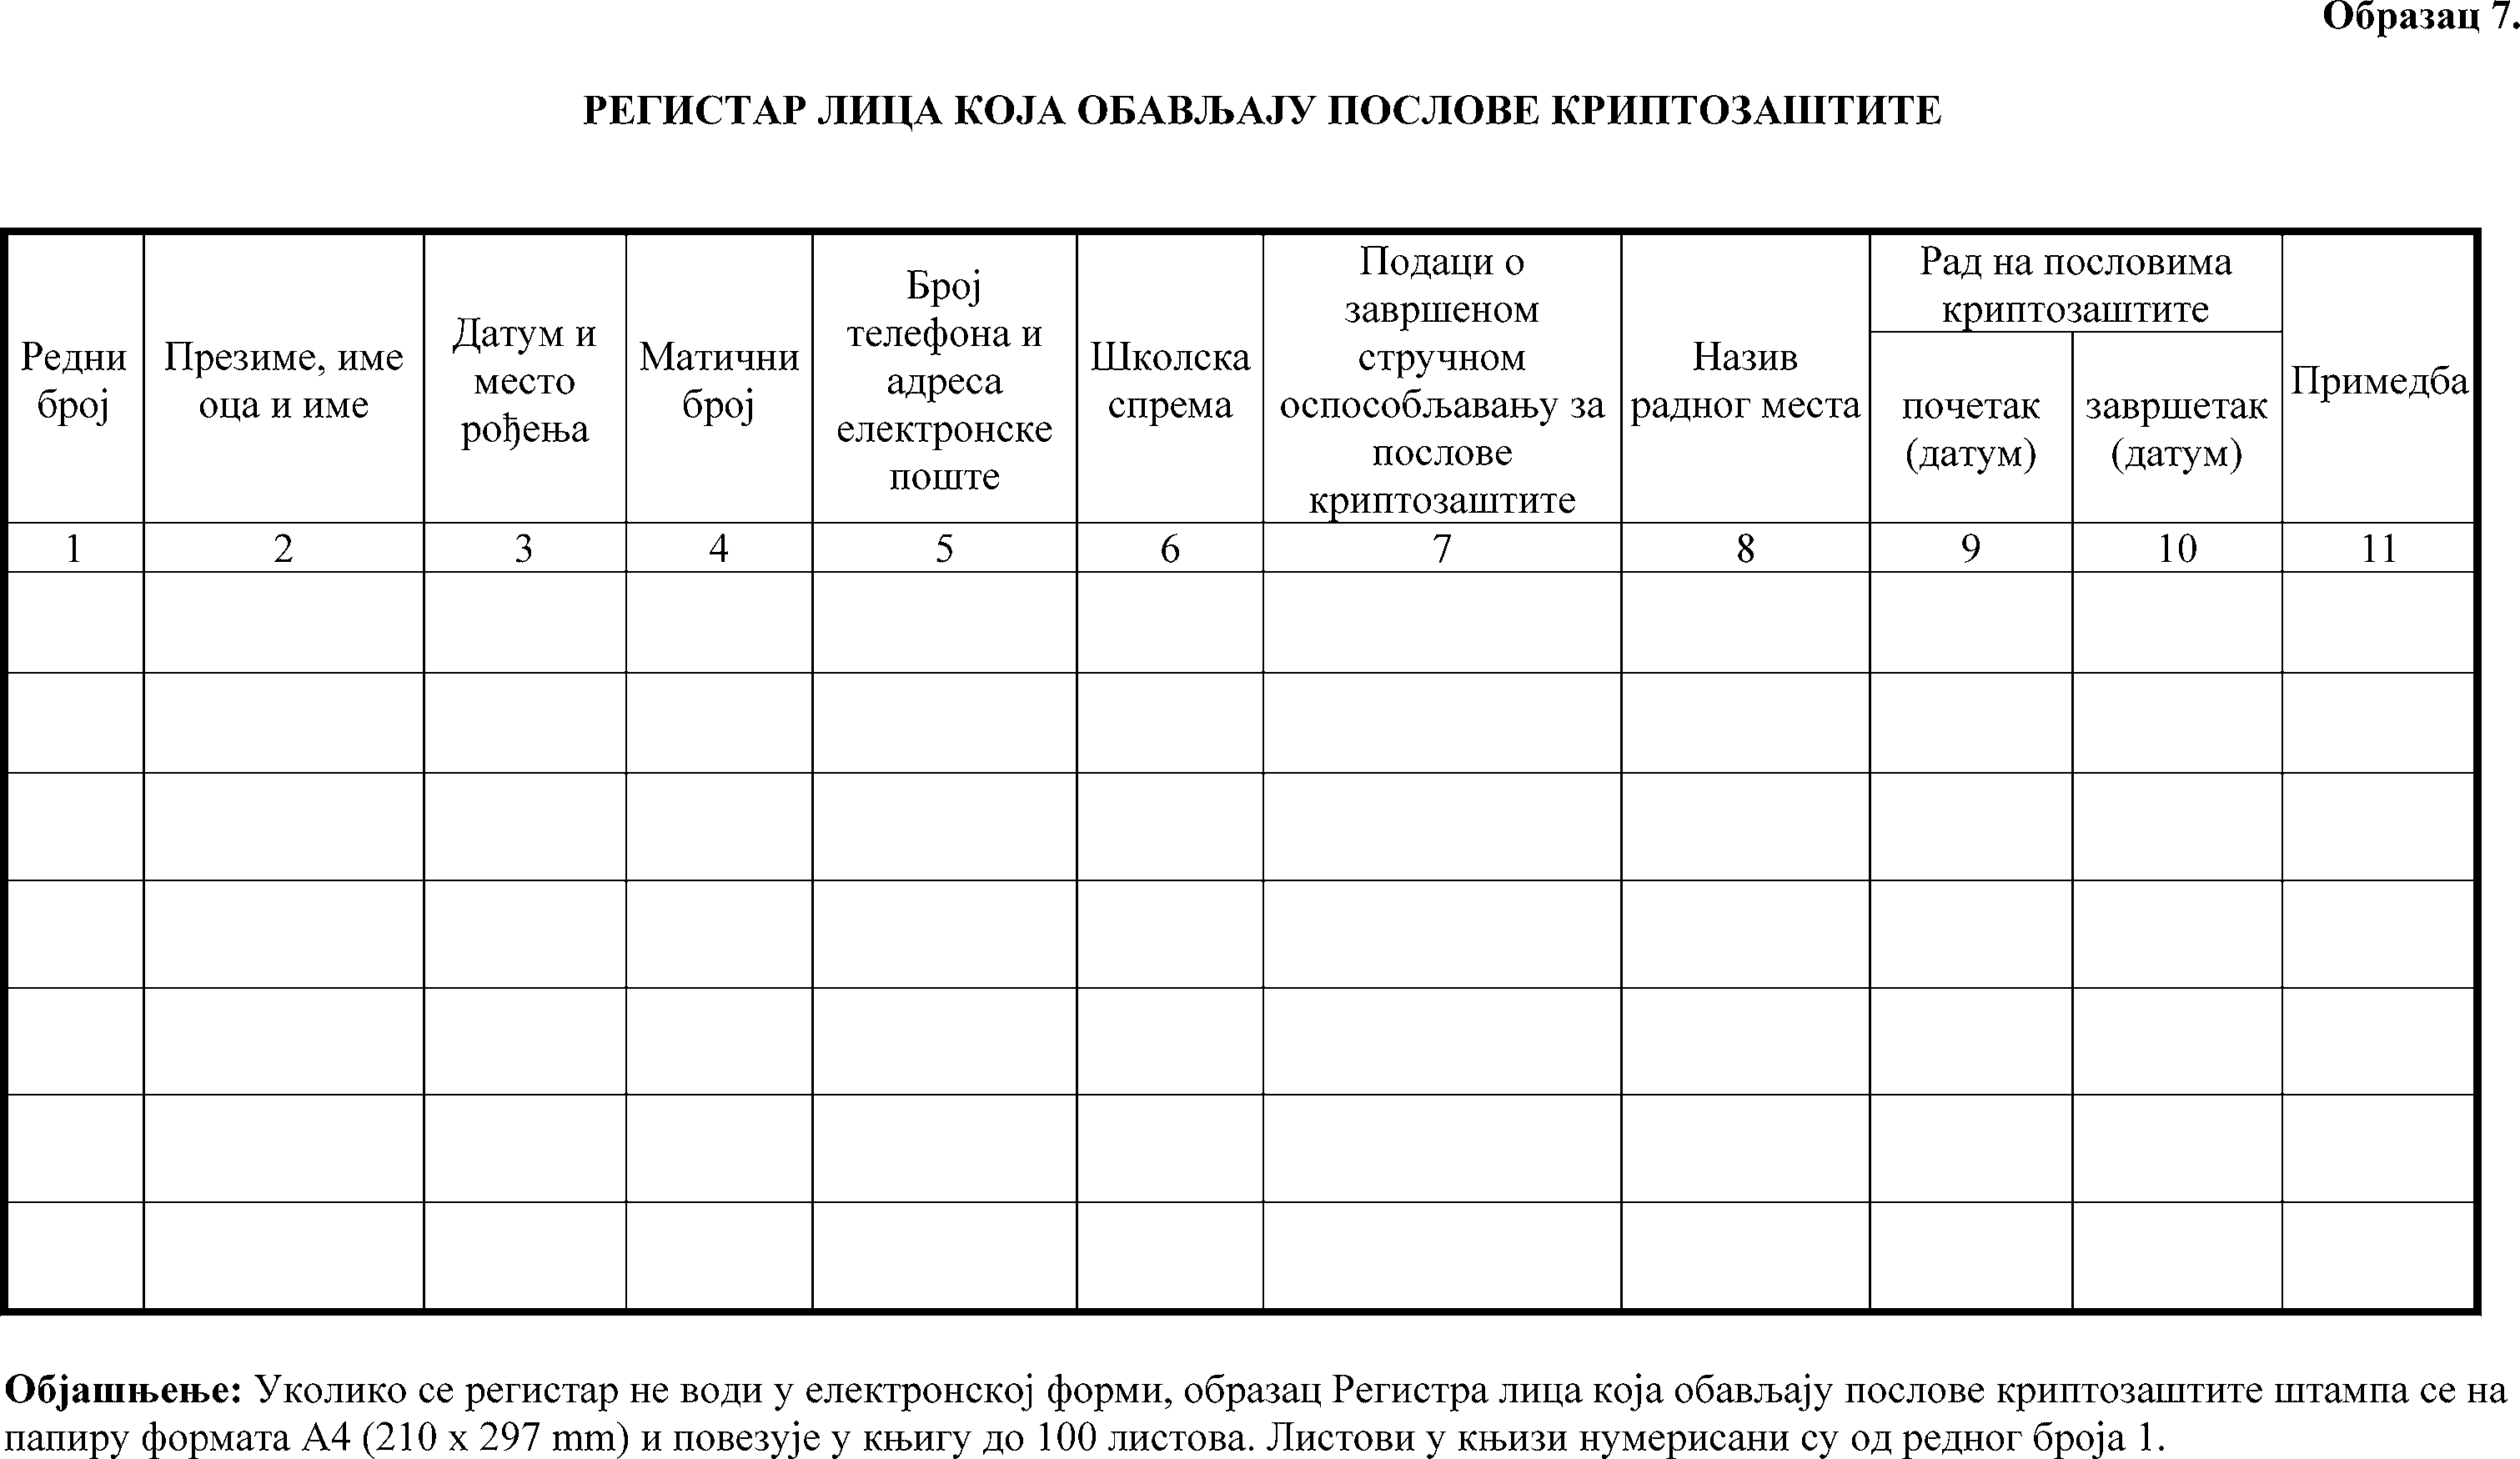 Образац 7.
РЕГИСТАР ЛИЦА КОЈА ОБАВЉАЈУ ПОСЛОВЕ КРИПТОЗАШТИТЕ
Редни
број
Презиме, име
оца и име
Датум и
место
рођења
Матични
број
Број
телефона и
адреса
електронске
поште
Школска
спрема
Подаци о
завршеном
стручном
оспособљавању за
послове
криптозаштите
Назив
радног места
Рад на пословима
криптозаштите
почетак
(датум)
завршетак
(датум)
Примедба
1 2 3 4 5 6 7 8 9 10 11
Објашњење: Уколико се регистар не води у електронској форми, образац Регистра лица која обављају послове криптозаштите штампа се на
папиру формата А4 (210 х 297 mm) и повезује у књигу до 100 листова. Листови у књизи нумерисани су од редног броја 1.